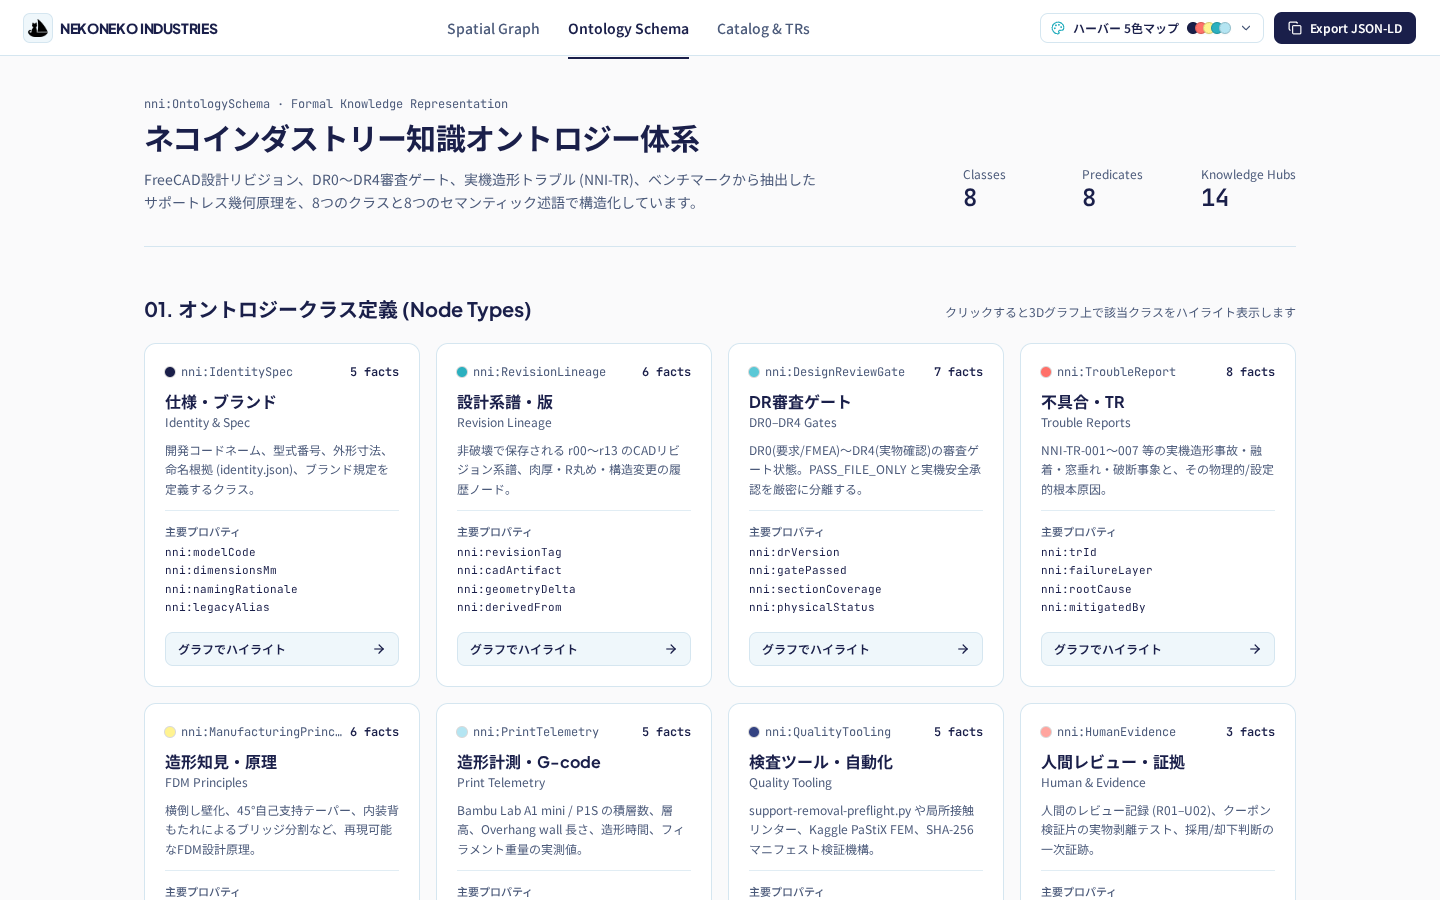 NEKONEKO INDUSTRIES
Spatial Graph
Ontology Schema
Catalog & TRs
ハーバー 5色マップ
Export JSON-LD
nni:OntologySchema · Formal Knowledge Representation
ネコインダストリー知識オントロジー体系
FreeCAD設計リビジョン、DR0〜DR4審査ゲート、実機造形トラブル (NNI-TR)、ベンチマークから抽出した
サポートレス幾何原理を、8つのクラスと8つのセマンティック述語で構造化しています。
Classes
8
Predicates
8
Knowledge Hubs
14
01. オントロジークラス定義 (Node Types)
クリックすると3Dグラフ上で該当クラスをハイライト表示します
nni:IdentitySpec
5 facts
仕様・ブランド
Identity & Spec
開発コードネーム、型式番号、外形寸法、
命名根拠 (identity.json)、ブランド規定を
定義するクラス。
主要プロパティ
nni:modelCode
nni:dimensionsMm
nni:namingRationale
nni:legacyAlias
グラフでハイライト
nni:RevisionLineage
6 facts
設計系譜・版
Revision Lineage
非破壊で保存される r00〜r13 のCADリビ
ジョン系譜、肉厚・R丸め・構造変更の履
歴ノード。
主要プロパティ
nni:revisionTag
nni:cadArtifact
nni:geometryDelta
nni:derivedFrom
グラフでハイライト
nni:DesignReviewGate
7 facts
DR審査ゲート
DR0–DR4 Gates
DR0(要求/FMEA)〜DR4(実物確認)の審査ゲ
ート状態。PASS_FILE_ONLY と実機安全承
認を厳密に分離する。
主要プロパティ
nni:drVersion
nni:gatePassed
nni:sectionCoverage
nni:physicalStatus
グラフでハイライト
nni:TroubleReport
8 facts
不具合・TR
Trouble Reports
NNI-TR-001〜007 等の実機造形事故・融
着・窓垂れ・破断事象と、その物理的/設定
的根本原因。
主要プロパティ
nni:trId
nni:failureLayer
nni:rootCause
nni:mitigatedBy
グラフでハイライト
nni:ManufacturingPrinc…
6 facts
造形知見・原理
FDM Principles
横倒し壁化、45°自己支持テーパー、内装背
もたれによるブリッジ分割など、再現可能
なFDM設計原理。
主要プロパティ
nni:PrintTelemetry
5 facts
造形計測・G-code
Print Telemetry
Bambu Lab A1 mini / P1S の積層数、層
高、Overhang wall 長さ、造形時間、フィ
ラメント重量の実測値。
主要プロパティ
nni:QualityTooling
5 facts
検査ツール・自動化
Quality Tooling
support-removal-preflight.py や局所接触
リンター、Kaggle PaStiX FEM、SHA-256
マニフェスト検証機構。
主要プロパティ
nni:HumanEvidence
3 facts
人間レビュー・証拠
Human & Evidence
人間のレビュー記録 (R01–U02)、クーポン
検証片の実物剥離テスト、採用/却下判断の
一次証跡。
主要プロパティ